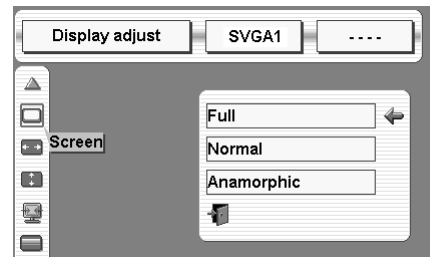 Display adjust SVGA1 ----
Screen
Full
Normal
Anamorphic